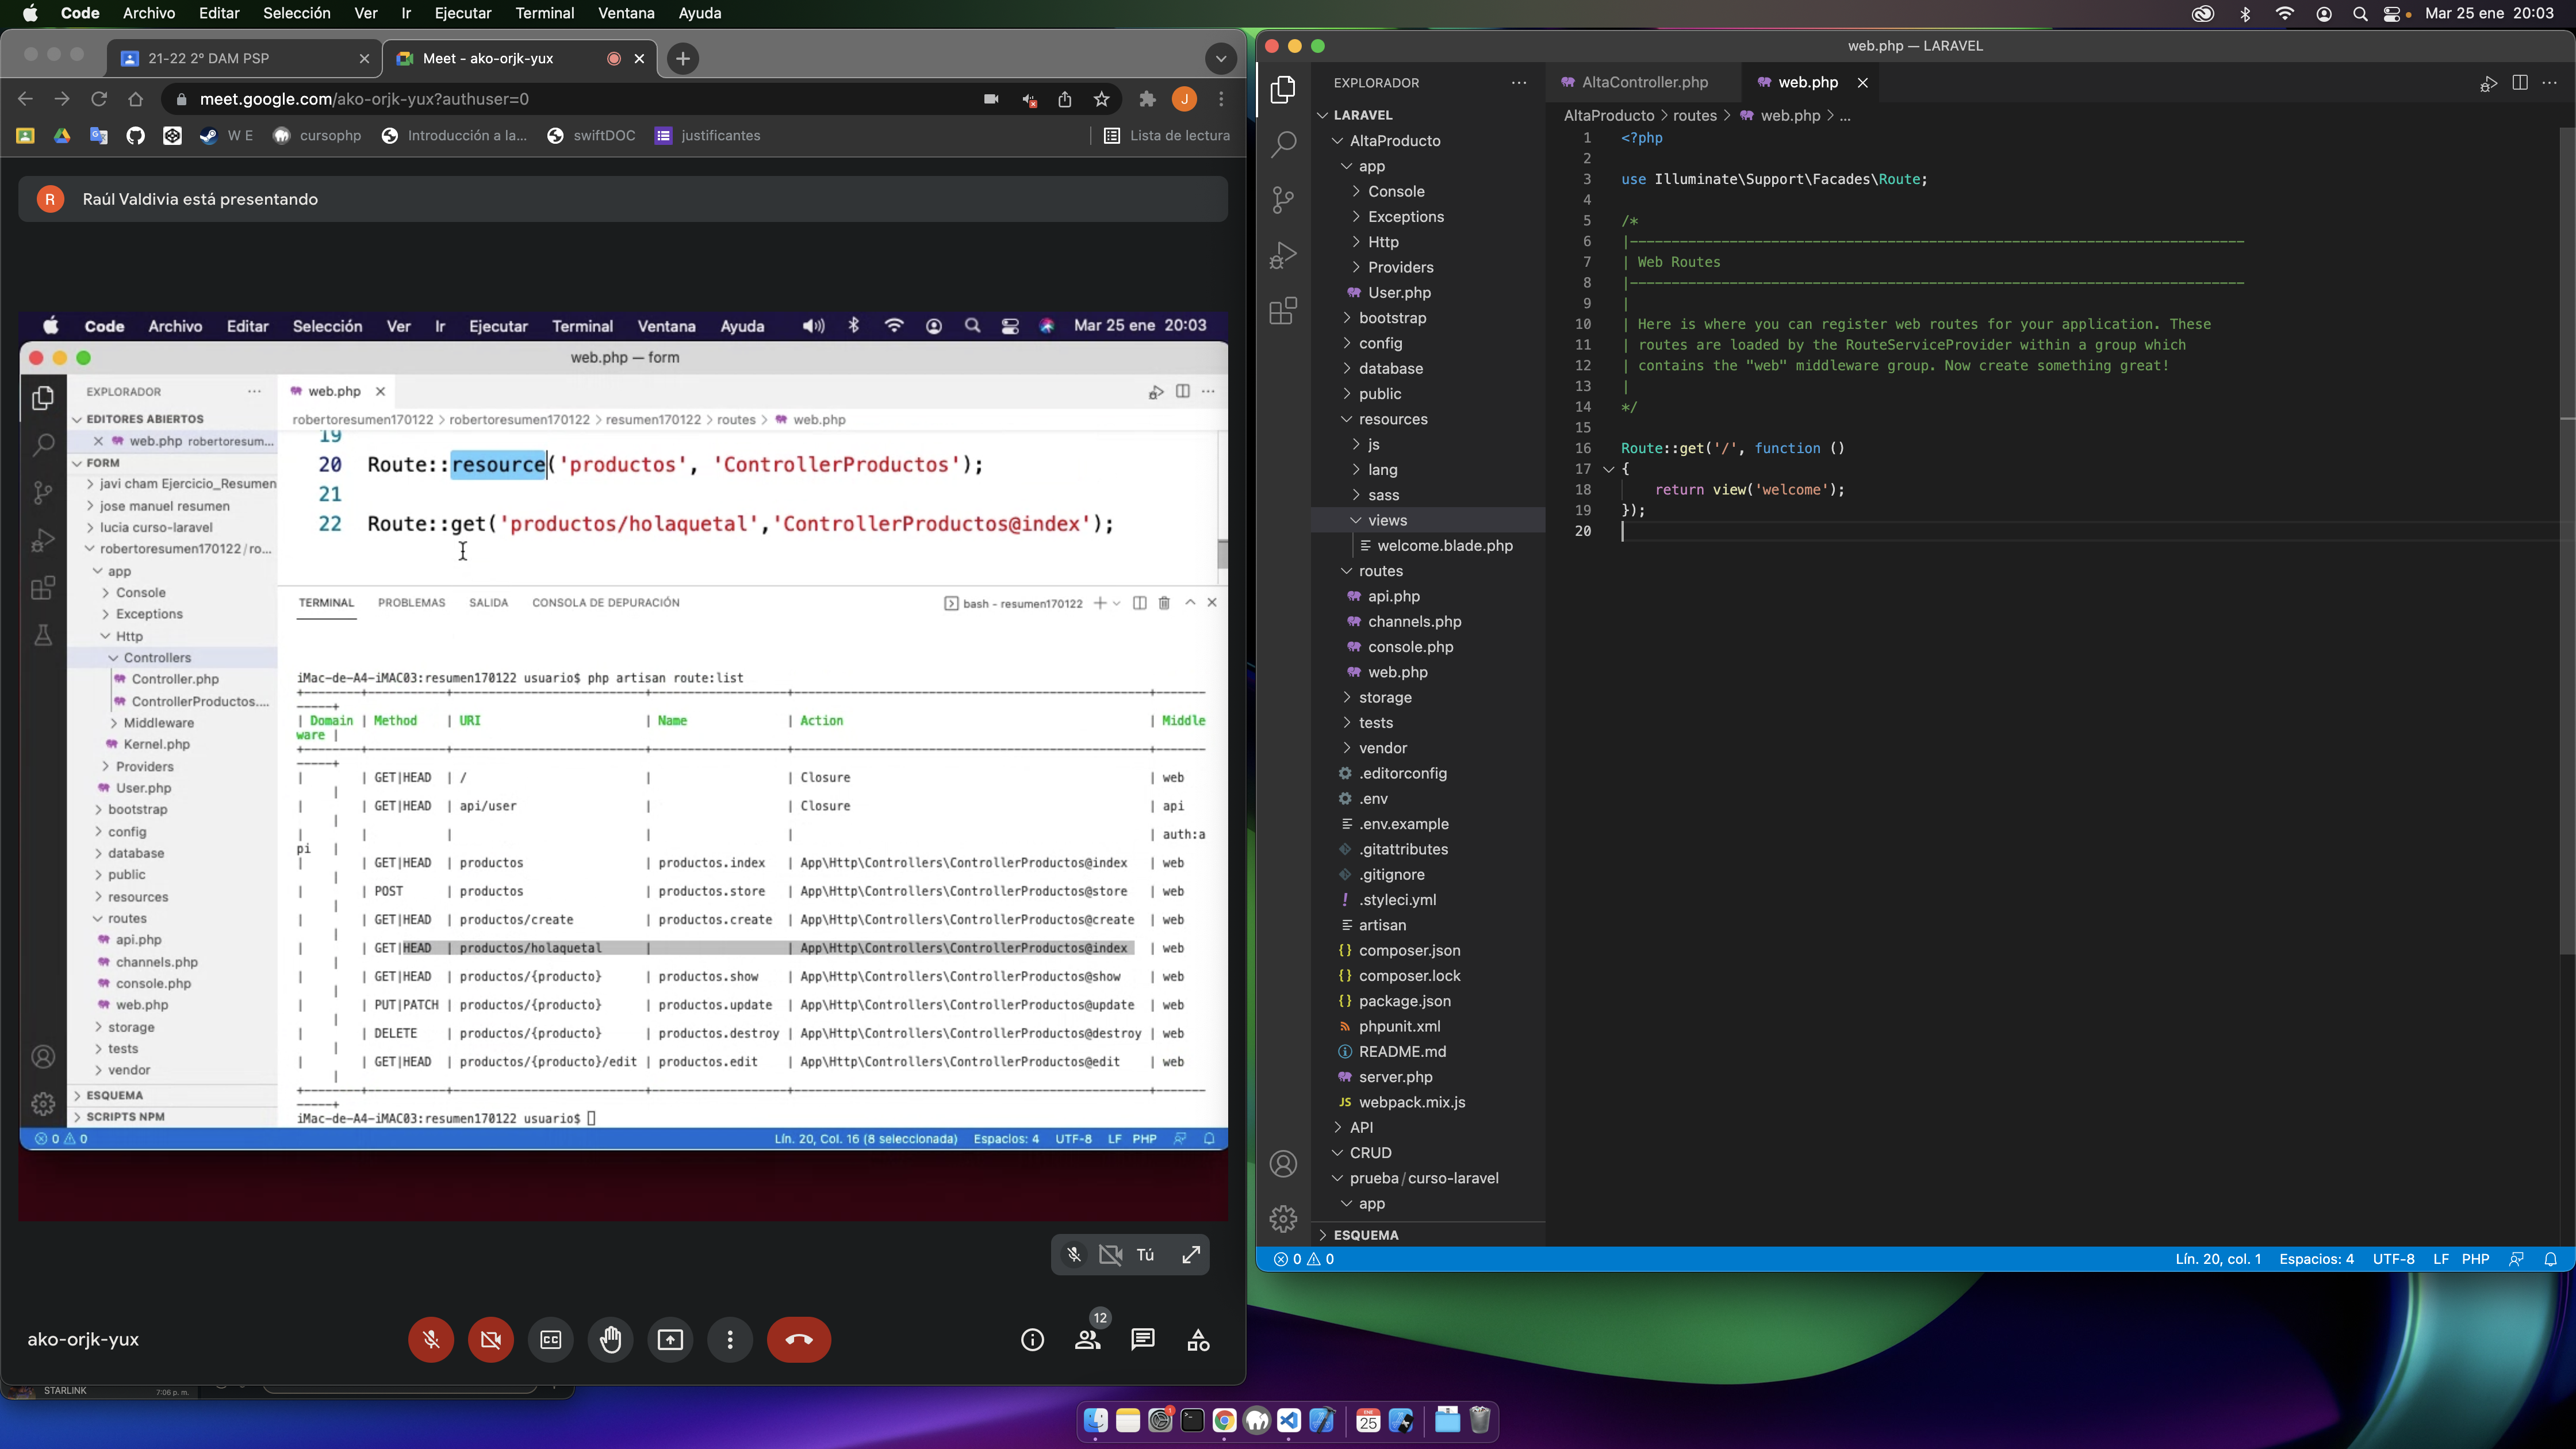 Code Archivo Editar Selección Ver Ir Ejecutar Terminal Ventana Ayuda
Mar 25 ene 20:03
21-22 2º DAM PSP
Meet - ako-orjk-yux
meet.google.com/ako-orjk-yux?authuser=0
J
W E
cursophp
Introducción a la...
swiftDOC
justificantes
Lista de lectura
R
Raúl Valdivia está presentando
Code Archivo Editar Selección Ver Ir Ejecutar Terminal Ventana Ayuda
Mar 25 ene 20:03
web.php — form
EXPLORADOR
EDITORES ABIERTOS
web.php robertoresum...
FORM
javi cham Ejercicio_Resumen
jose manuel resumen
lucia curso-laravel
robertoresumen170122/ro...
app
Console
Exceptions
Http
Controllers
Controller.php
ControllerProductos....
Middleware
Kernel.php
Providers
User.php
bootstrap
config
database
public
resources
routes
api.php
channels.php
console.php
web.php
storage
tests
vendor
ESQUEMA
SCRIPTS NPM
web.php
robertoresumen170122 > robertoresumen170122 > resumen170122 > routes > web.php
19
20 Route::resource('productos', 'ControllerProductos');
21
22 Route::get('productos/holaquetal','ControllerProductos@index');
TERMINAL PROBLEMAS SALIDA CONSOLA DE DEPURACIÓN
bash - resumen170122
iMac-de-A4-iMAC03:resumen170122 usuario$ php artisan route:list
| Domain | Method | URI | Name | Action | Middle
ware |
| | GET|HEAD | / | | Closure | web
| | GET|HEAD | api/user | | Closure | api
| | | | | | auth:a
pi |
| | GET|HEAD | productos | productos.index | App\Http\Controllers\ControllerProductos@index | web
| | POST | productos | productos.store | App\Http\Controllers\ControllerProductos@store | web
| | GET|HEAD | productos/create | productos.create | App\Http\Controllers\ControllerProductos@create | web
| | GET|HEAD | productos/holaquetal | | App\Http\Controllers\ControllerProductos@index | web
| | GET|HEAD | productos/{producto} | productos.show | App\Http\Controllers\ControllerProductos@show | web
| | PUT|PATCH | productos/{producto} | productos.update | App\Http\Controllers\ControllerProductos@update | web
| | DELETE | productos/{producto} | productos.destroy | App\Http\Controllers\ControllerProductos@destroy | web
| | GET|HEAD | productos/{producto}/edit | productos.edit | App\Http\Controllers\ControllerProductos@edit | web
iMac-de-A4-iMAC03:resumen170122 usuario$
0 0
Lín. 20, Col. 16 (8 seleccionada) Espacios: 4 UTF-8 LF PHP
Tú
ako-orjk-yux
CC
12
STARLINK
7:06 p. m.
web.php — LARAVEL
EXPLORADOR
LARAVEL
AltaProducto
app
Console
Exceptions
Http
Providers
User.php
bootstrap
config
database
public
resources
js
lang
sass
views
welcome.blade.php
routes
api.php
channels.php
console.php
web.php
storage
tests
vendor
.editorconfig
.env
.env.example
.gitattributes
.gitignore
.styleci.yml
artisan
composer.json
composer.lock
package.json
phpunit.xml
README.md
server.php
JS webpack.mix.js
API
CRUD
prueba / curso-laravel
app
ESQUEMA
AltaController.php
web.php
AltaProducto > routes > web.php > ...
1 <?php
2
3 use Illuminate\Support\Facades\Route;
4
5 /*
6 |--------------------------------------------------------------------------
7 | Web Routes
8 |--------------------------------------------------------------------------
9 |
10 | Here is where you can register web routes for your application. These
11 | routes are loaded by the RouteServiceProvider within a group which
12 | contains the "web" middleware group. Now create something great!
13 |
14 */
15
16 Route::get('/', function ()
17 {
18 return view('welcome');
19 });
20
0 0
Lín. 20, col. 1 Espacios: 4 UTF-8 LF PHP
1
ENE
25